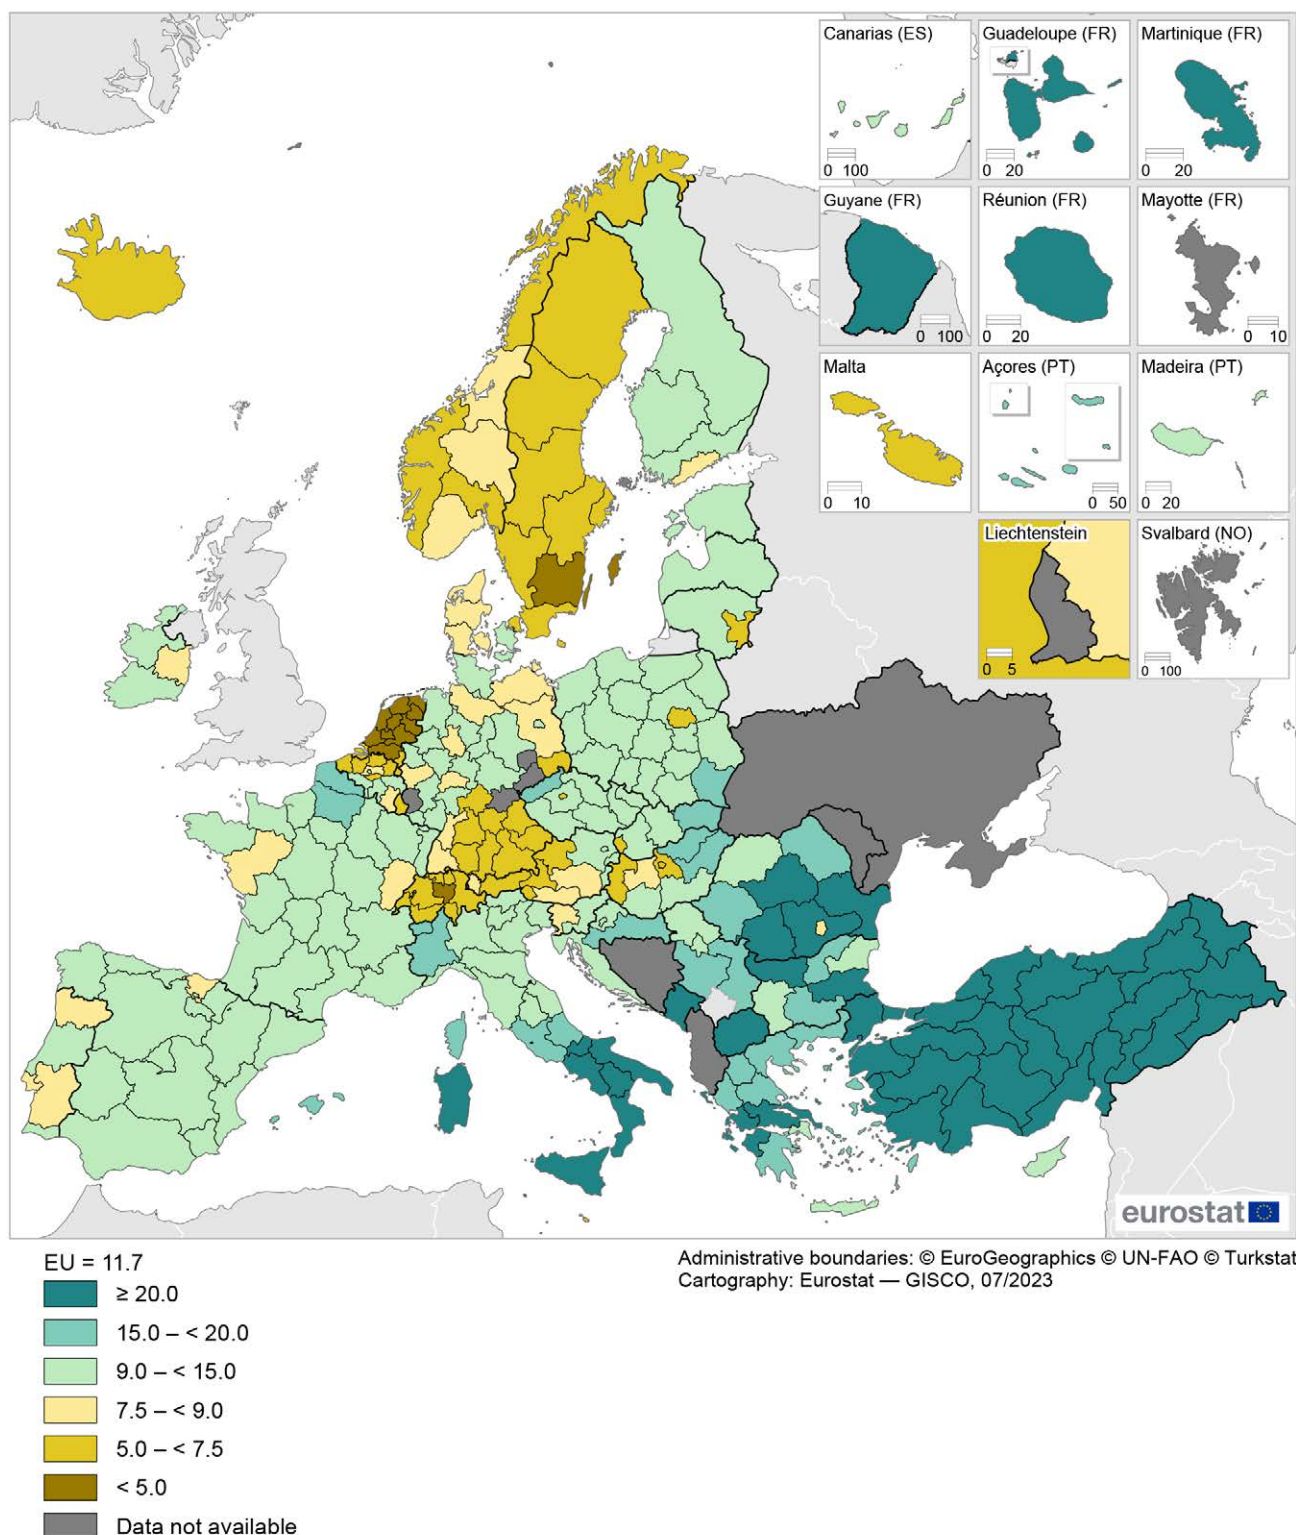 Canarias (ES)
0 100
Guadeloupe (FR)
0 20
Martinique (FR)
0 20
Guyane (FR)
0 100
Réunion (FR)
0 20
Mayotte (FR)
0 10
Malta
0 10
Açores (PT)
0 50
Madeira (PT)
0 20
Liechtenstein
0 5
Svalbard (NO)
0 100
eurostat
EU = 11.7
≥ 20.0
15.0 – < 20.0
9.0 – < 15.0
7.5 – < 9.0
5.0 – < 7.5
< 5.0
Data not available
Administrative boundaries: © EuroGeographics © UN-FAO © Turkstat
Cartography: Eurostat — GISCO, 07/2023